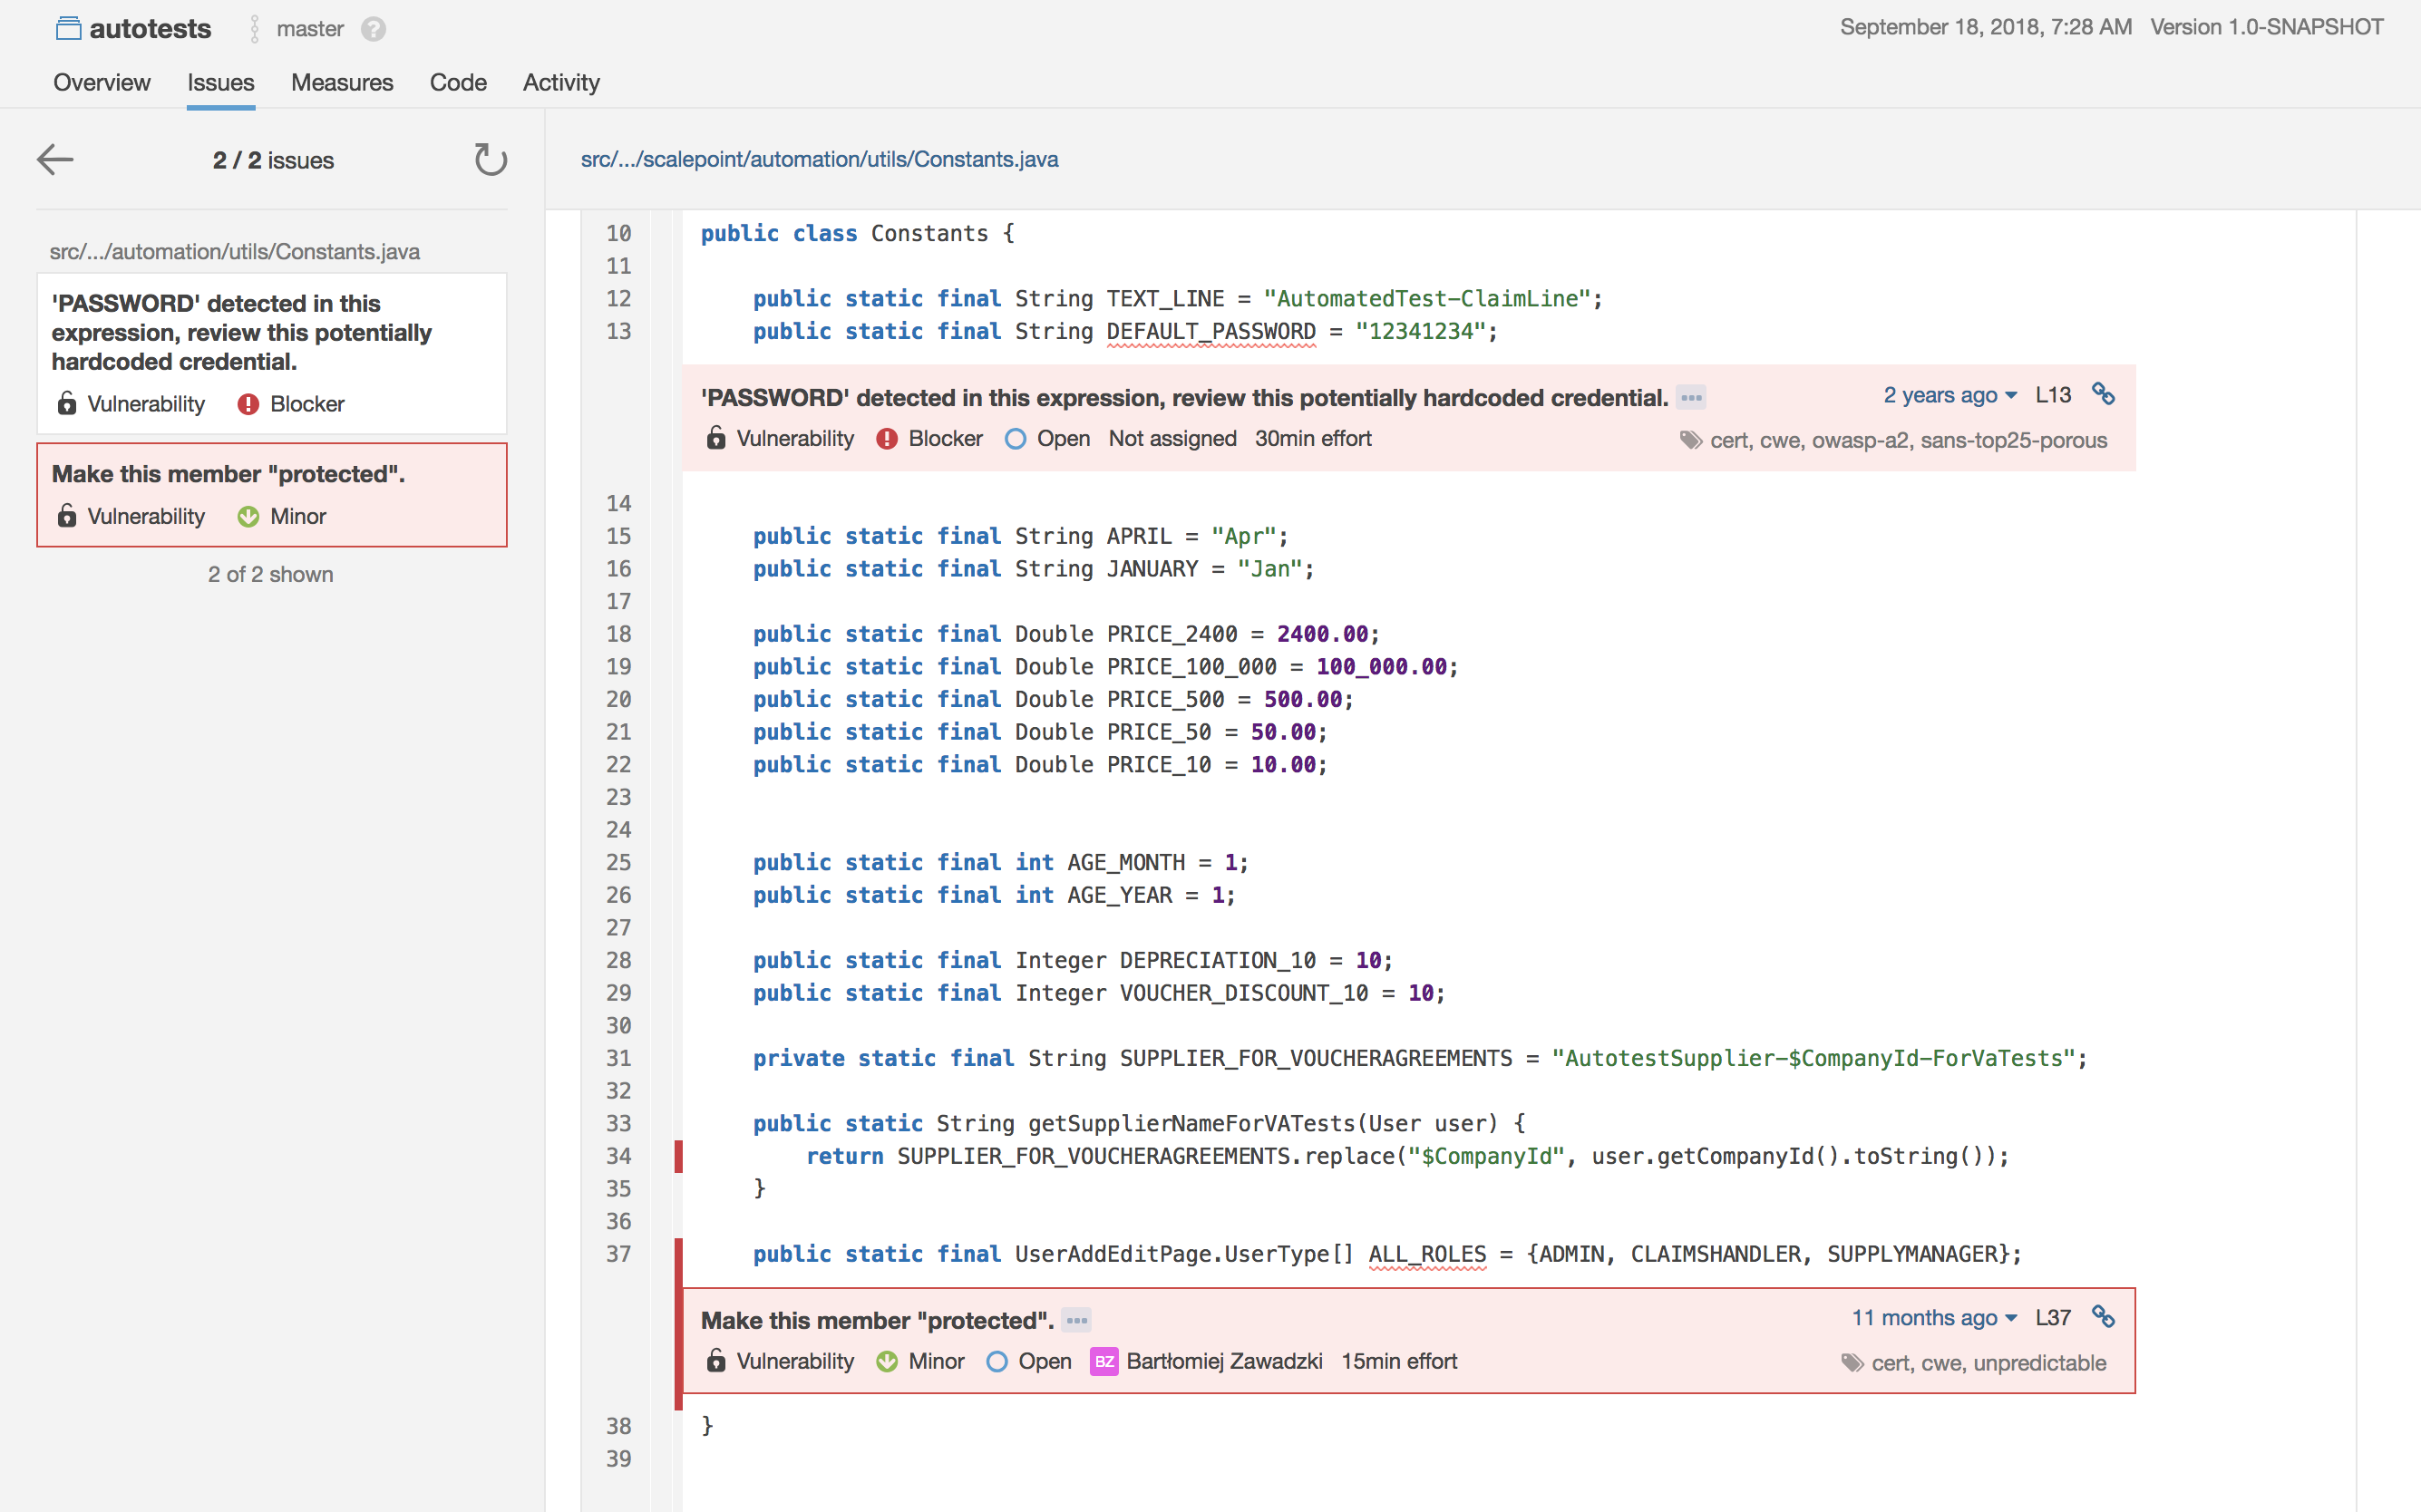 autotests master ?
September 18, 2018, 7:28 AM Version 1.0-SNAPSHOT
Overview Issues Measures Code Activity
2 / 2 issues
src/.../automation/utils/Constants.java
'PASSWORD' detected in this
expression, review this potentially
hardcoded credential.
Vulnerability Blocker
Make this member "protected".
Vulnerability Minor
2 of 2 shown
src/.../scalepoint/automation/utils/Constants.java
10 public class Constants {
11
12 public static final String TEXT_LINE = "AutomatedTest-ClaimLine";
13 public static final String DEFAULT_PASSWORD = "12341234";
'PASSWORD' detected in this expression, review this potentially hardcoded credential. ... 2 years ago L13
Vulnerability Blocker Open Not assigned 30min effort cert, cwe, owasp-a2, sans-top25-porous
14
15 public static final String APRIL = "Apr";
16 public static final String JANUARY = "Jan";
17
18 public static final Double PRICE_2400 = 2400.00;
19 public static final Double PRICE_100_000 = 100_000.00;
20 public static final Double PRICE_500 = 500.00;
21 public static final Double PRICE_50 = 50.00;
22 public static final Double PRICE_10 = 10.00;
23
24
25 public static final int AGE_MONTH = 1;
26 public static final int AGE_YEAR = 1;
27
28 public static final Integer DEPRECIATION_10 = 10;
29 public static final Integer VOUCHER_DISCOUNT_10 = 10;
30
31 private static final String SUPPLIER_FOR_VOUCHERAGREEMENTS = "AutotestSupplier-$CompanyId-ForVaTests";
32
33 public static String getSupplierNameForVATests(User user) {
34 return SUPPLIER_FOR_VOUCHERAGREEMENTS.replace("$CompanyId", user.getCompanyId().toString());
35 }
36
37 public static final UserAddEditPage.UserType[] ALL_ROLES = {ADMIN, CLAIMSHANDLER, SUPPLYMANAGER};
Make this member "protected". ... 11 months ago L37
Vulnerability Minor Open BZ Bartłomiej Zawadzki 15min effort cert, cwe, unpredictable
38 }
39